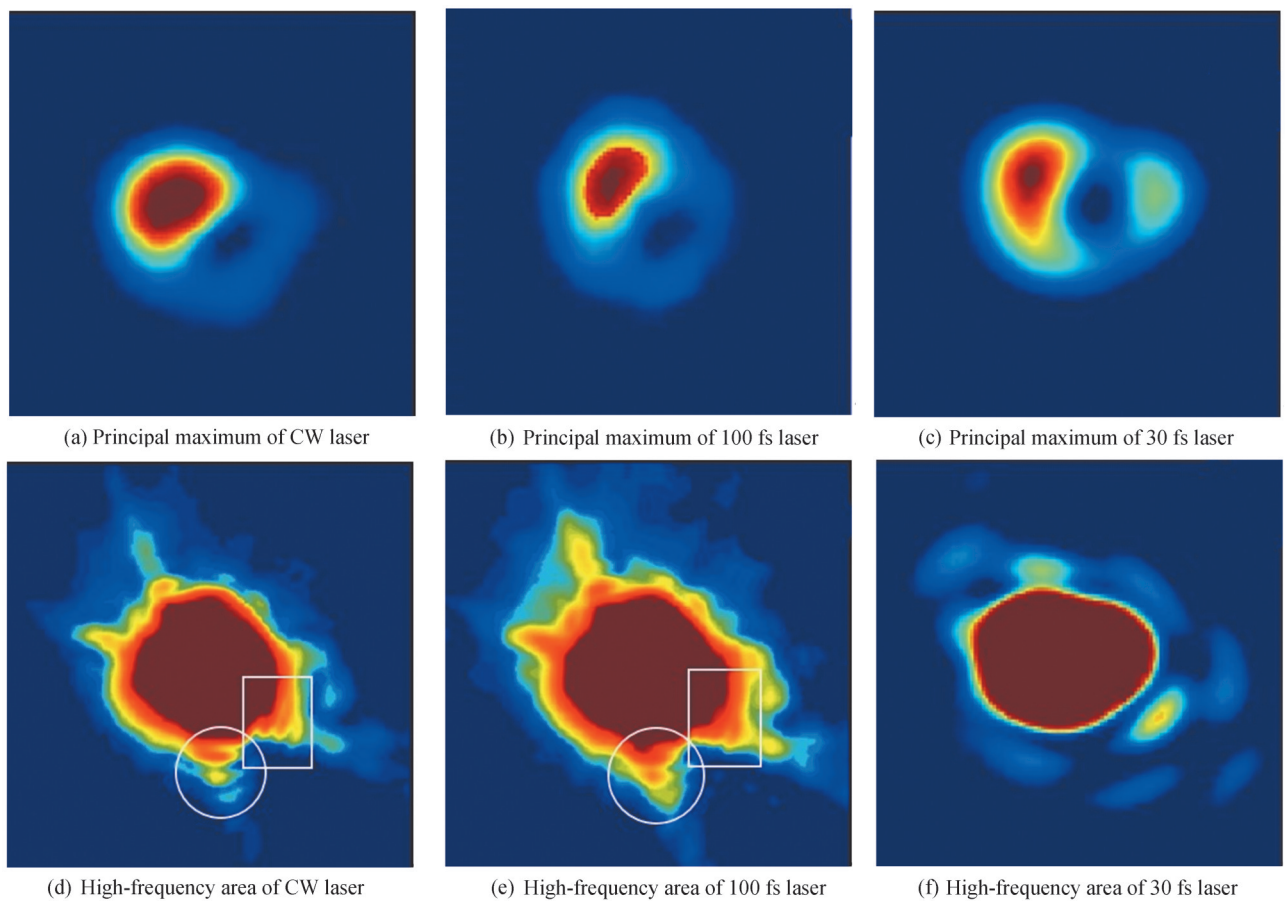 (a) Principal maximum of CW laser
(b) Principal maximum of 100 fs laser
(c) Principal maximum of 30 fs laser
(d) High-frequency area of CW laser
(e) High-frequency area of 100 fs laser
(f) High-frequency area of 30 fs laser